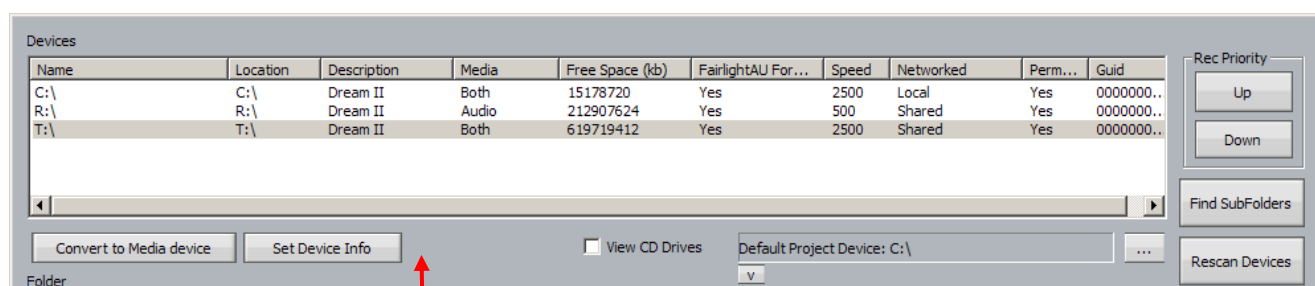 Devices
Rec Priority
Name Location Description Media Free Space (kb) FairlightAU For... Speed Networked Perm... Guid
C:\ C:\ Dream II Both 15178720 Yes 2500 Local Yes 0000000...
Up
R:\ R:\ Dream II Audio 212907624 Yes 500 Shared Yes 0000000...
T:\ T:\ Dream II Both 619719412 Yes 2500 Shared Yes 0000000...
Down
Find SubFolders
Convert to Media device Set Device Info View CD Drives Default Project Device: C:\ ...
Rescan Devices
v
Folder